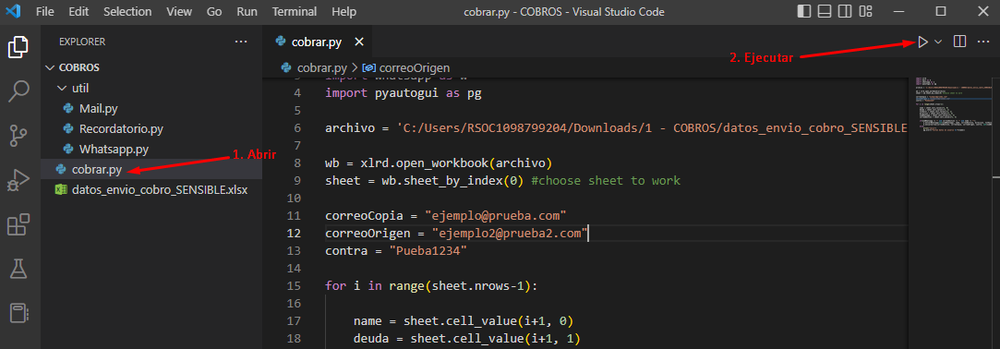 File Edit Selection View Go Run Terminal Help cobrar.py - COBROS - Visual Studio Code
EXPLORER
COBROS
util
Mail.py
Recordatorio.py
Whatsapp.py
cobrar.py
datos_envio_cobro_SENSIBLE.xlsx
1. Abrir
cobrar.py
2. Ejecutar
cobrar.py > correoOrigen
4 import pyautogui as pg
5
6 archivo = 'C:/Users/RSOC1098799204/Downloads/1 - COBROS/datos_envio_cobro_SENSIBLE
7
8 wb = xlrd.open_workbook(archivo)
9 sheet = wb.sheet_by_index(0) #choose sheet to work
10
11 correoCopia = "ejemplo@prueba.com"
12 correoOrigen = "ejemplo2@prueba2.com"
13 contra = "Pueba1234"
14
15 for i in range(sheet.nrows-1):
16
17 name = sheet.cell_value(i+1, 0)
18 deuda = sheet.cell_value(i+1, 1)